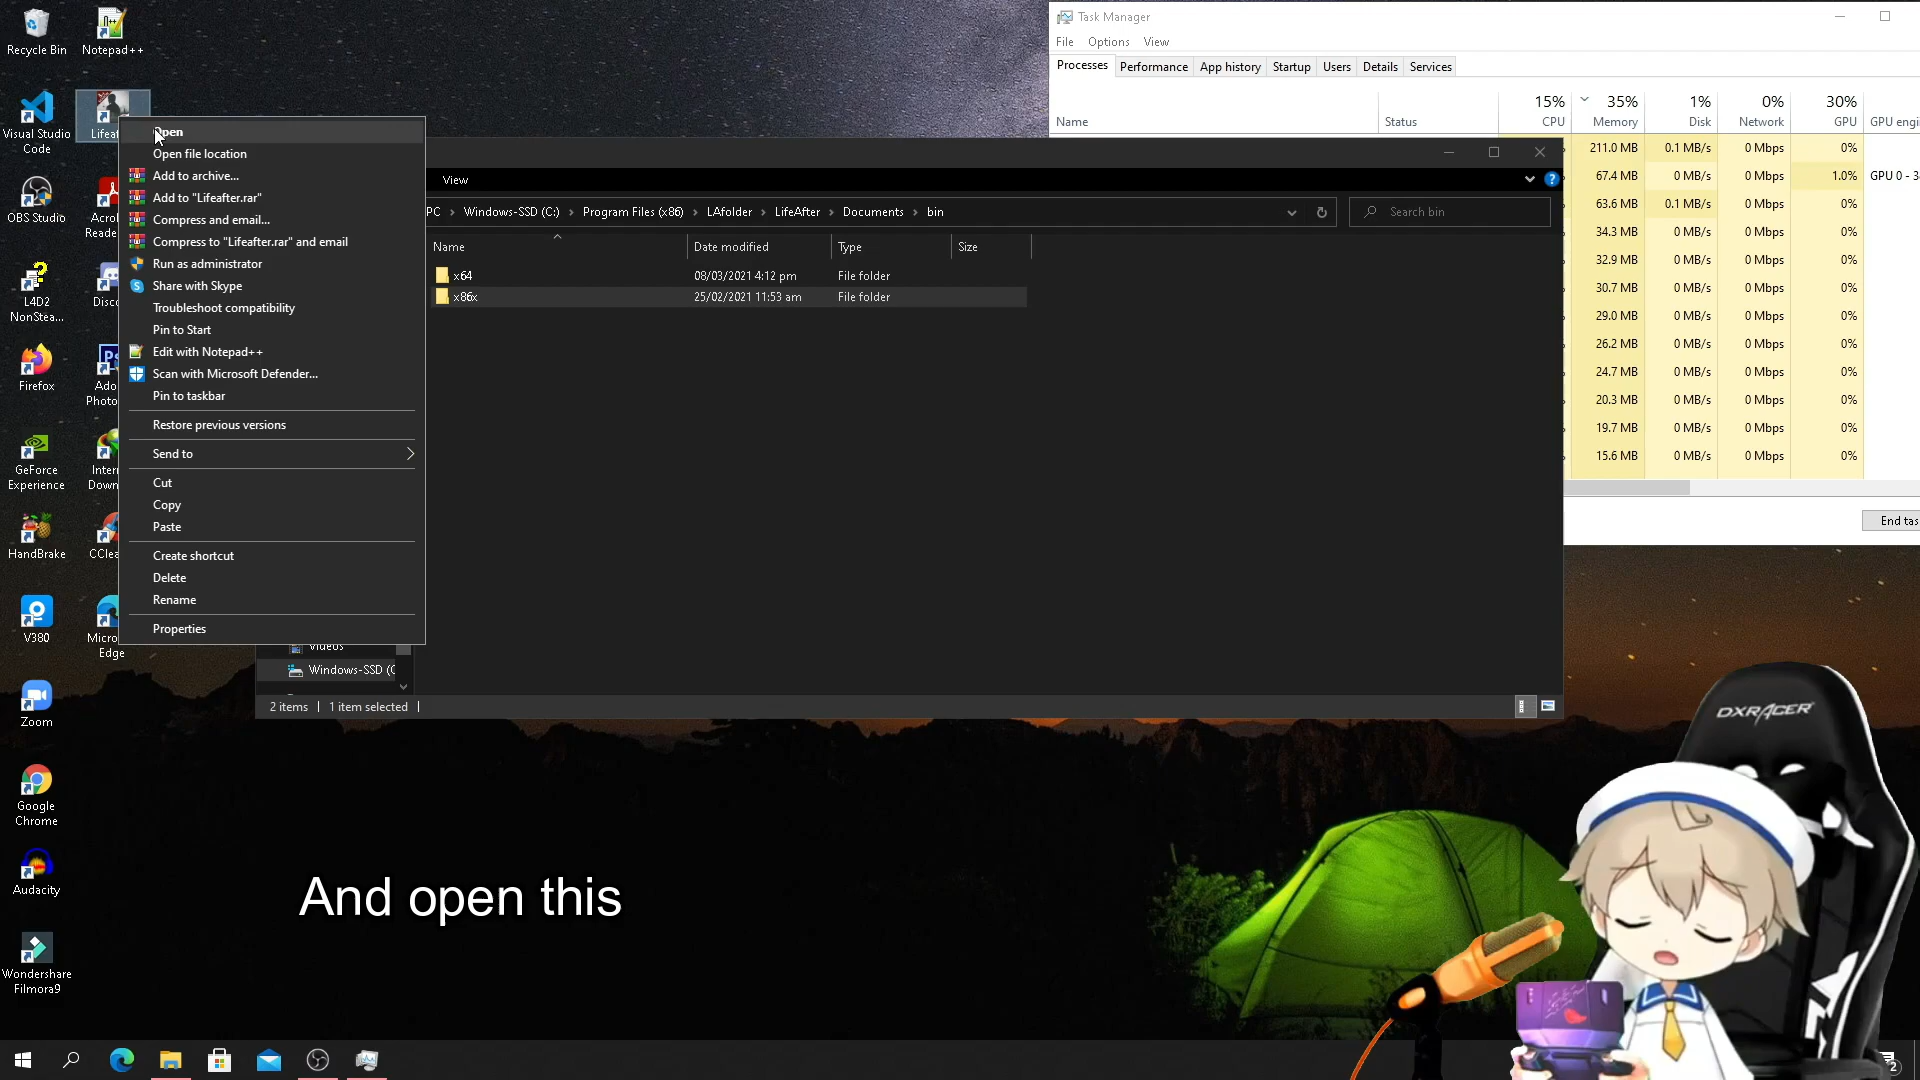 Recycle Bin
Notepad++
Visual Studio
Code
OBS Studio
Acro
Reade
L4D2
NonStea...
Disc
Firefox
Ado
Photo
GeForce
Experience
Inter
Down
HandBrake
CClea
V380
Micro
Edge
Zoom
Google
Chrome
Audacity
Wondershare
Filmora9
Lifea
Open
Open file location
Add to archive...
Add to "Lifeafter.rar"
Compress and email...
Compress to "Lifeafter.rar" and email
Run as administrator
Share with Skype
Troubleshoot compatibility
Pin to Start
Edit with Notepad++
Scan with Microsoft Defender...
Pin to taskbar
Restore previous versions
Send to
Cut
Copy
Paste
Create shortcut
Delete
Rename
Properties
View
PC > Windows-SSD (C:) > Program Files (x86) > LAfolder > LifeAfter > Documents > bin
Search bin
Name Date modified Type Size
x64 08/03/2021 4:12 pm File folder
x86x 25/02/2021 11:53 am File folder
Videos
Windows-SSD (C
2 items 1 item selected
Task Manager
File Options View
Processes Performance App history Startup Users Details Services
15% 35% 1% 0% 30%
Name Status CPU Memory Disk Network GPU GPU engi
211.0 MB 0.1 MB/s 0 Mbps 0%
67.4 MB 0 MB/s 0 Mbps 1.0% GPU 0 - 3
63.6 MB 0.1 MB/s 0 Mbps 0%
34.3 MB 0 MB/s 0 Mbps 0%
32.9 MB 0 MB/s 0 Mbps 0%
30.7 MB 0 MB/s 0 Mbps 0%
29.0 MB 0 MB/s 0 Mbps 0%
26.2 MB 0 MB/s 0 Mbps 0%
24.7 MB 0 MB/s 0 Mbps 0%
20.3 MB 0 MB/s 0 Mbps 0%
19.7 MB 0 MB/s 0 Mbps 0%
15.6 MB 0 MB/s 0 Mbps 0%
End tas
DXRACER
And open this
2